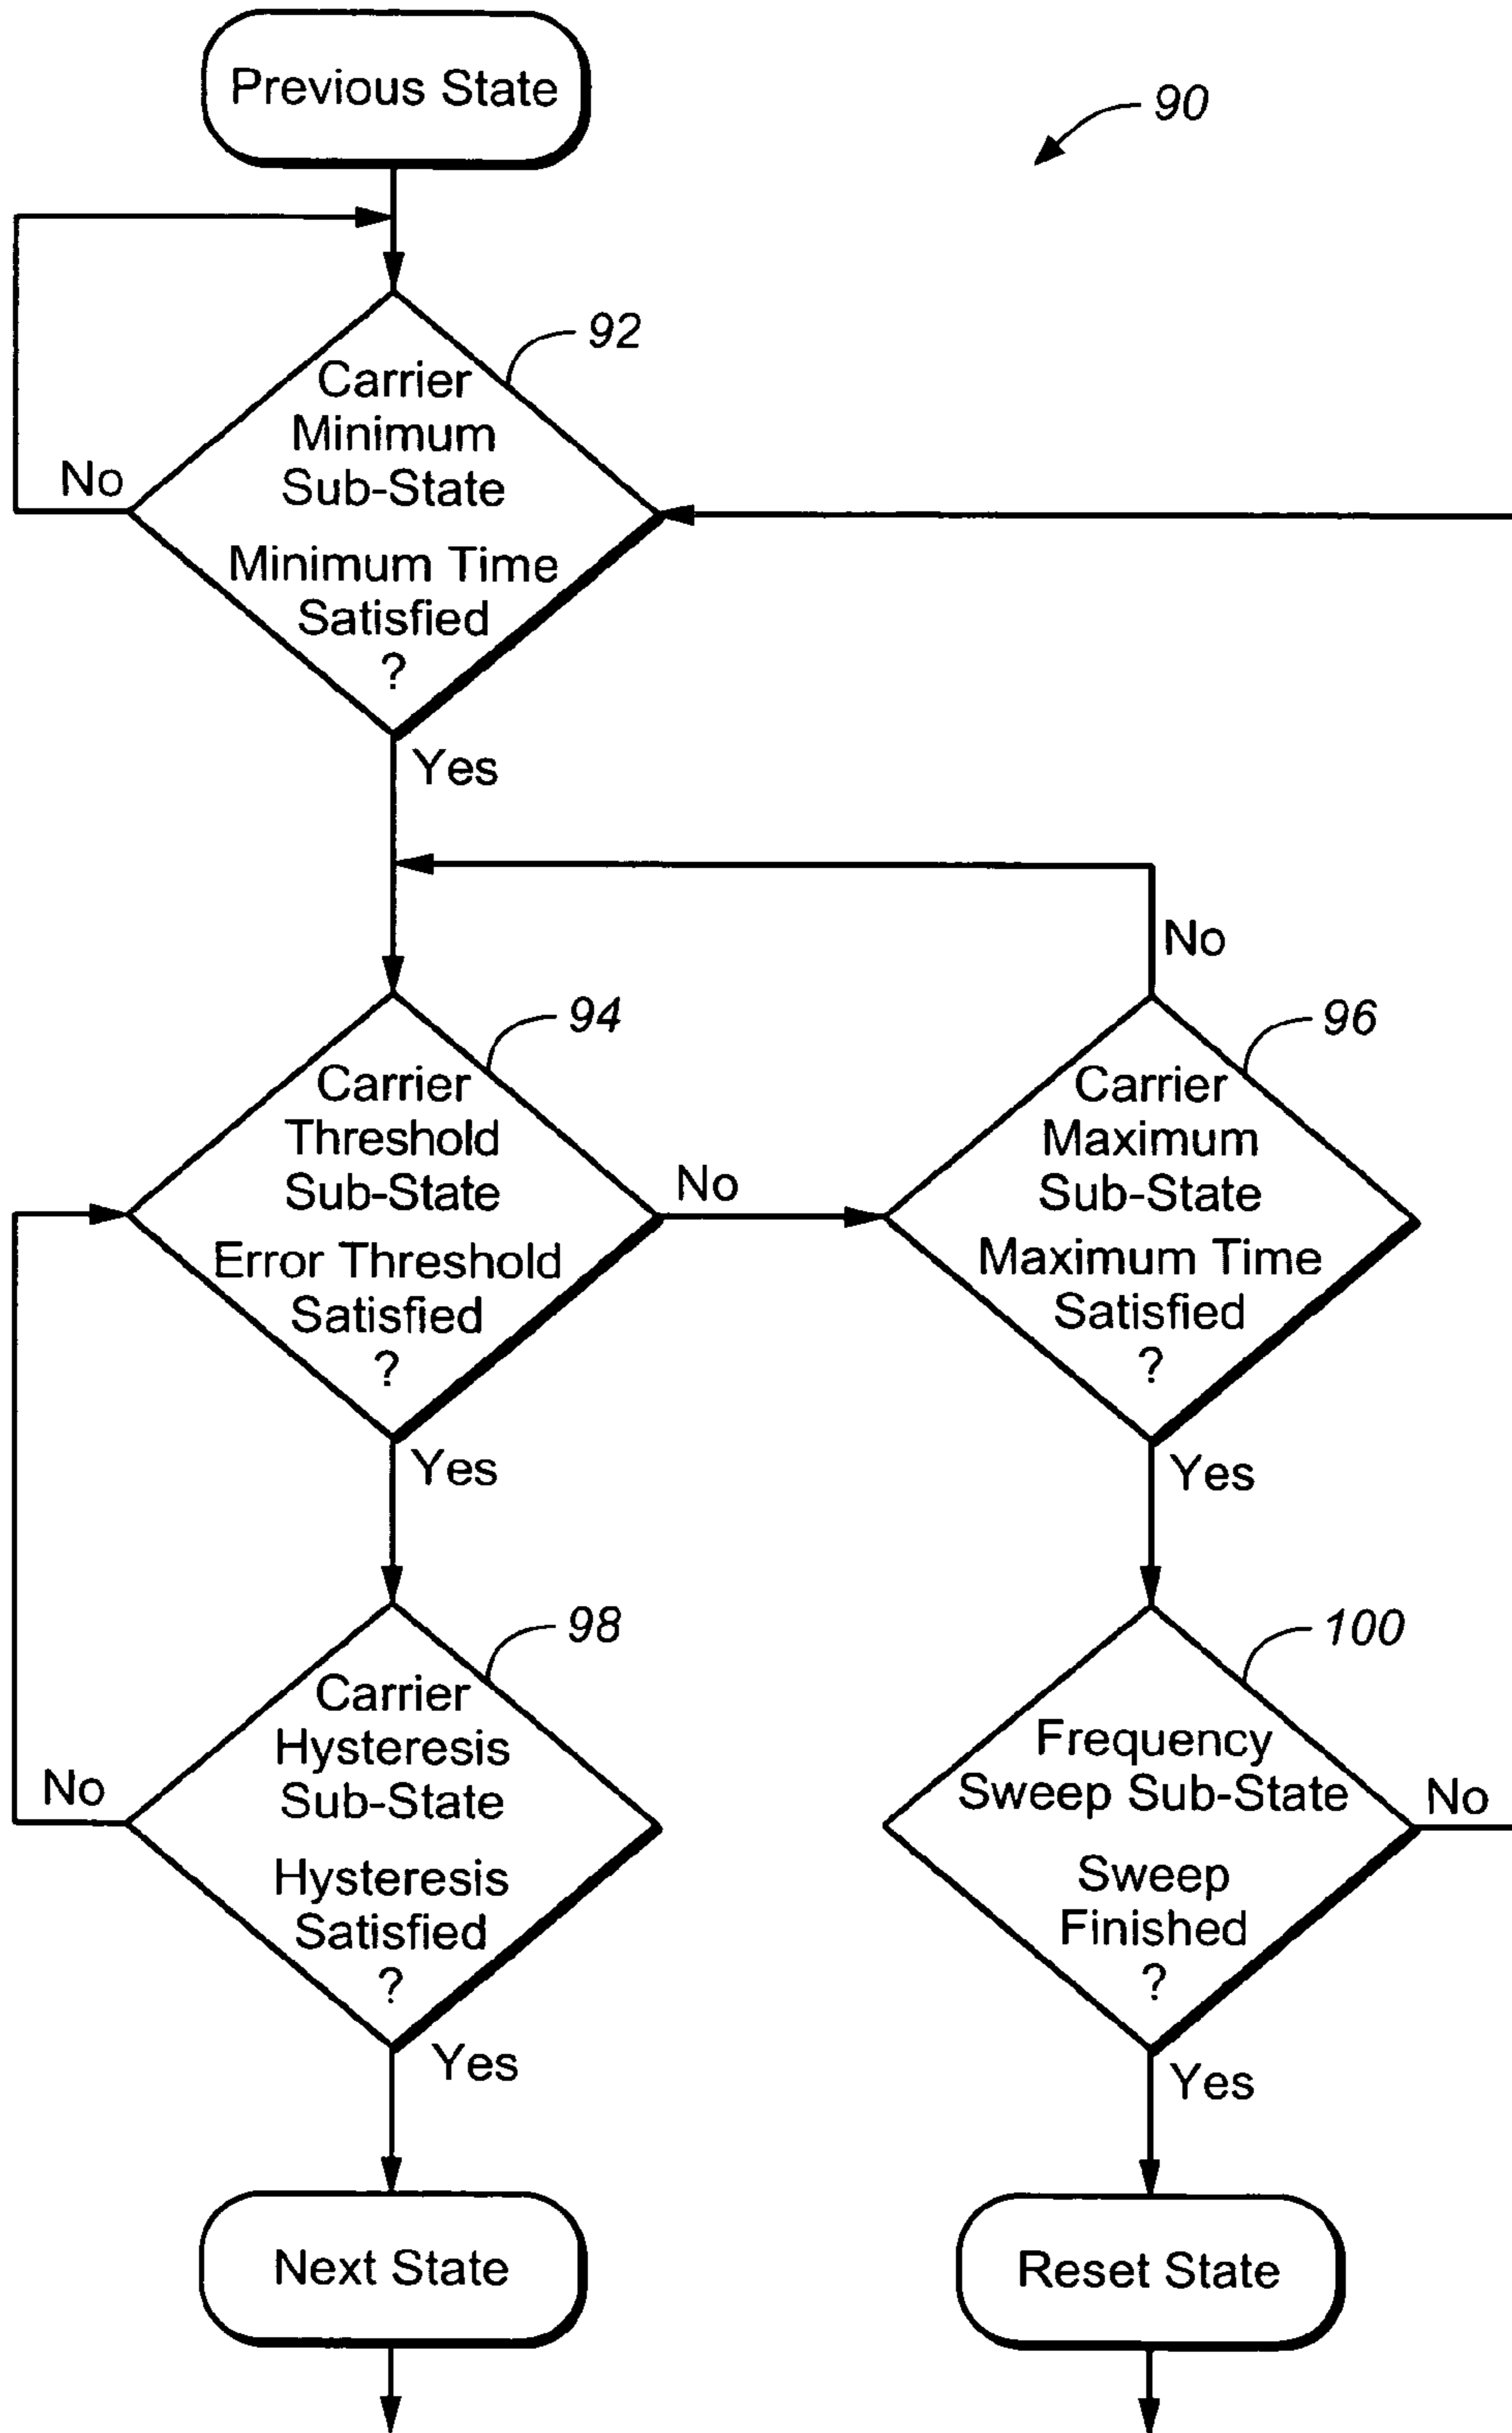 Previous State
90
92
Carrier
Minimum
Sub-State
Minimum Time
Satisfied
?
No
Yes
No
94
Carrier
Threshold
Sub-State
Error Threshold
Satisfied
?
No
Yes
96
Carrier
Maximum
Sub-State
Maximum Time
Satisfied
?
Yes
98
Carrier
Hysteresis
Sub-State
Hysteresis
Satisfied
?
No
Yes
100
Frequency
Sweep Sub-State
Sweep
Finished
?
No
Yes
Next State
Reset State